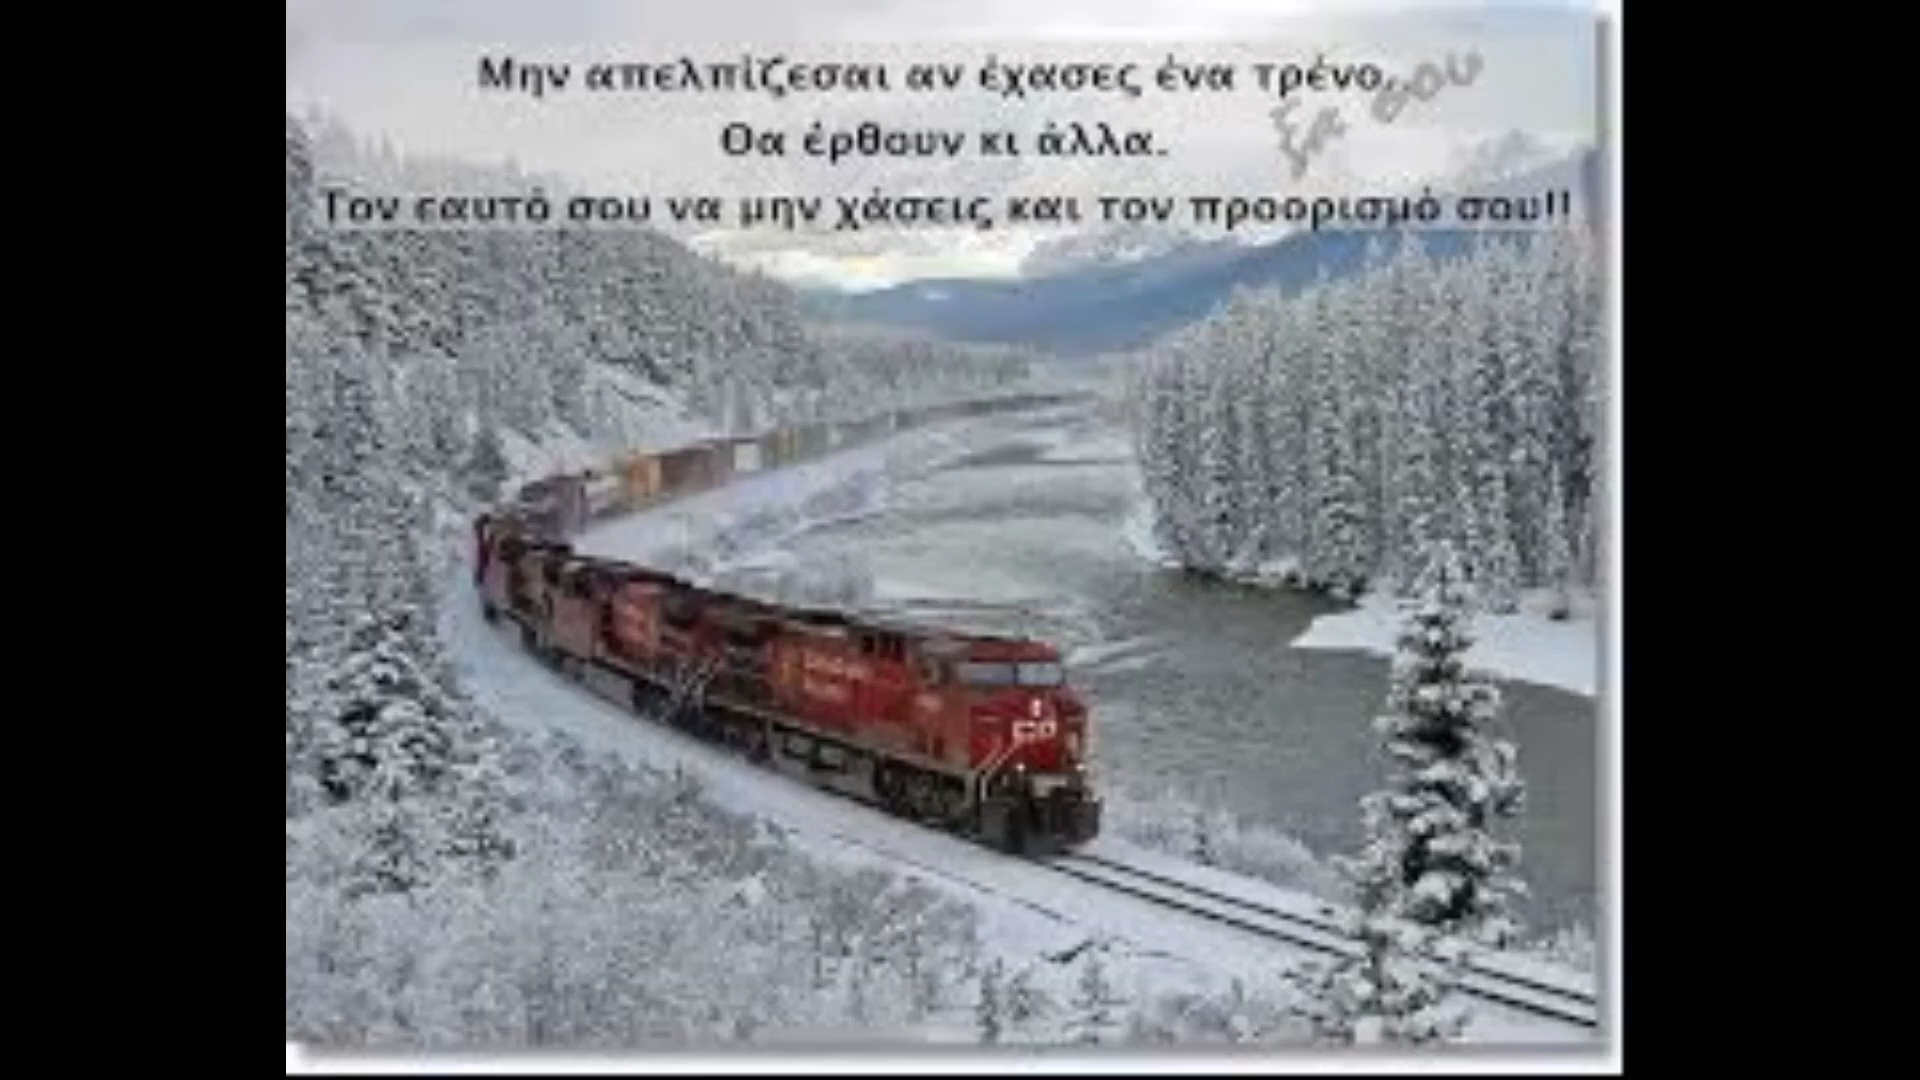 Μην απελπίζεσαι αν έχασες ένα τρένο,
Θα έρθουν κι άλλα.
Τον εαυτό σου να μην χάσεις και τον προορισμό σου!!
CP